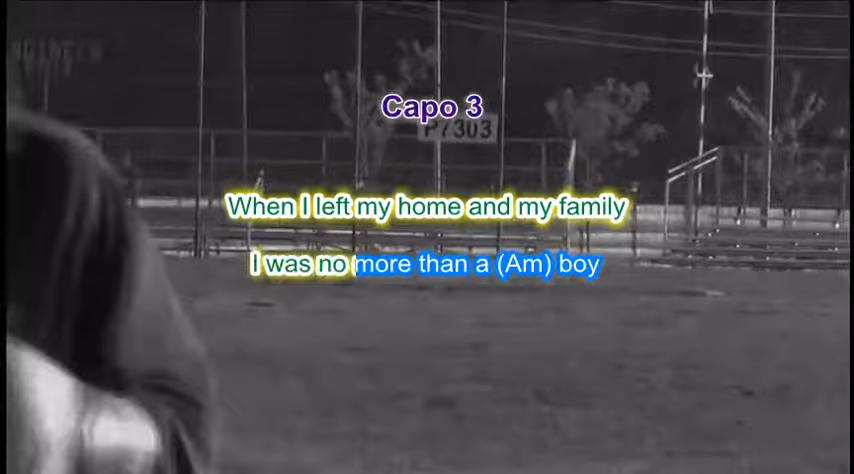 Capo 3
P7303
When I left my home and my family
I was no more than a (Am) boy